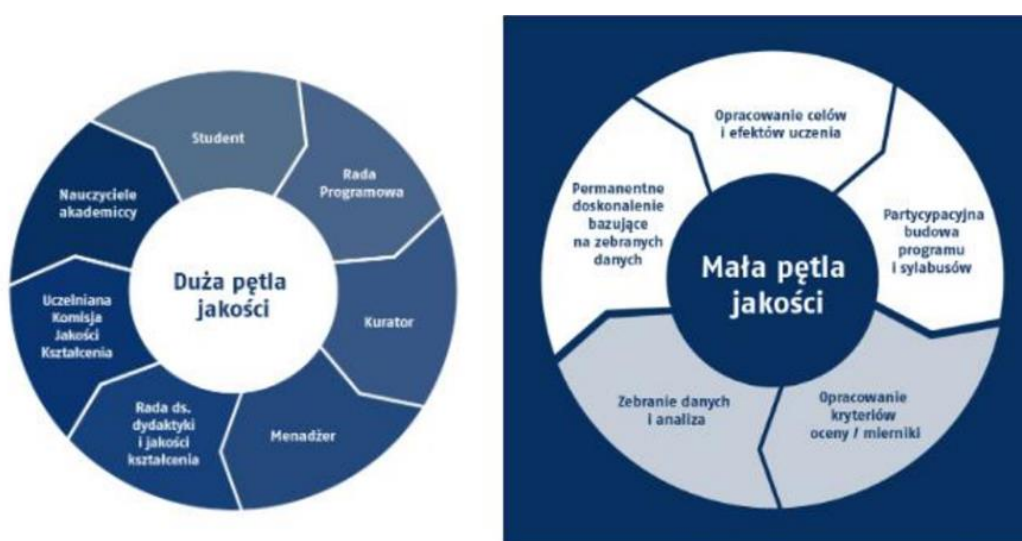 Student
Rada
Programowa
Kurator
Menadżer
Rada ds.
dydaktyki
i jakości
kształcenia
Uczelniana
Komisja
Jakości
Kształcenia
Nauczyciele
akademiccy
Duża pętla
jakości
Opracowanie celów
i efektów uczenia
Partycypacyjna
budowa
programu
i sylabusów
Opracowanie
kryteriów
oceny / mierniki
Zebranie danych
i analiza
Permanentne
doskonalenie
bazujące
na zebranych
danych
Mała pętla
jakości